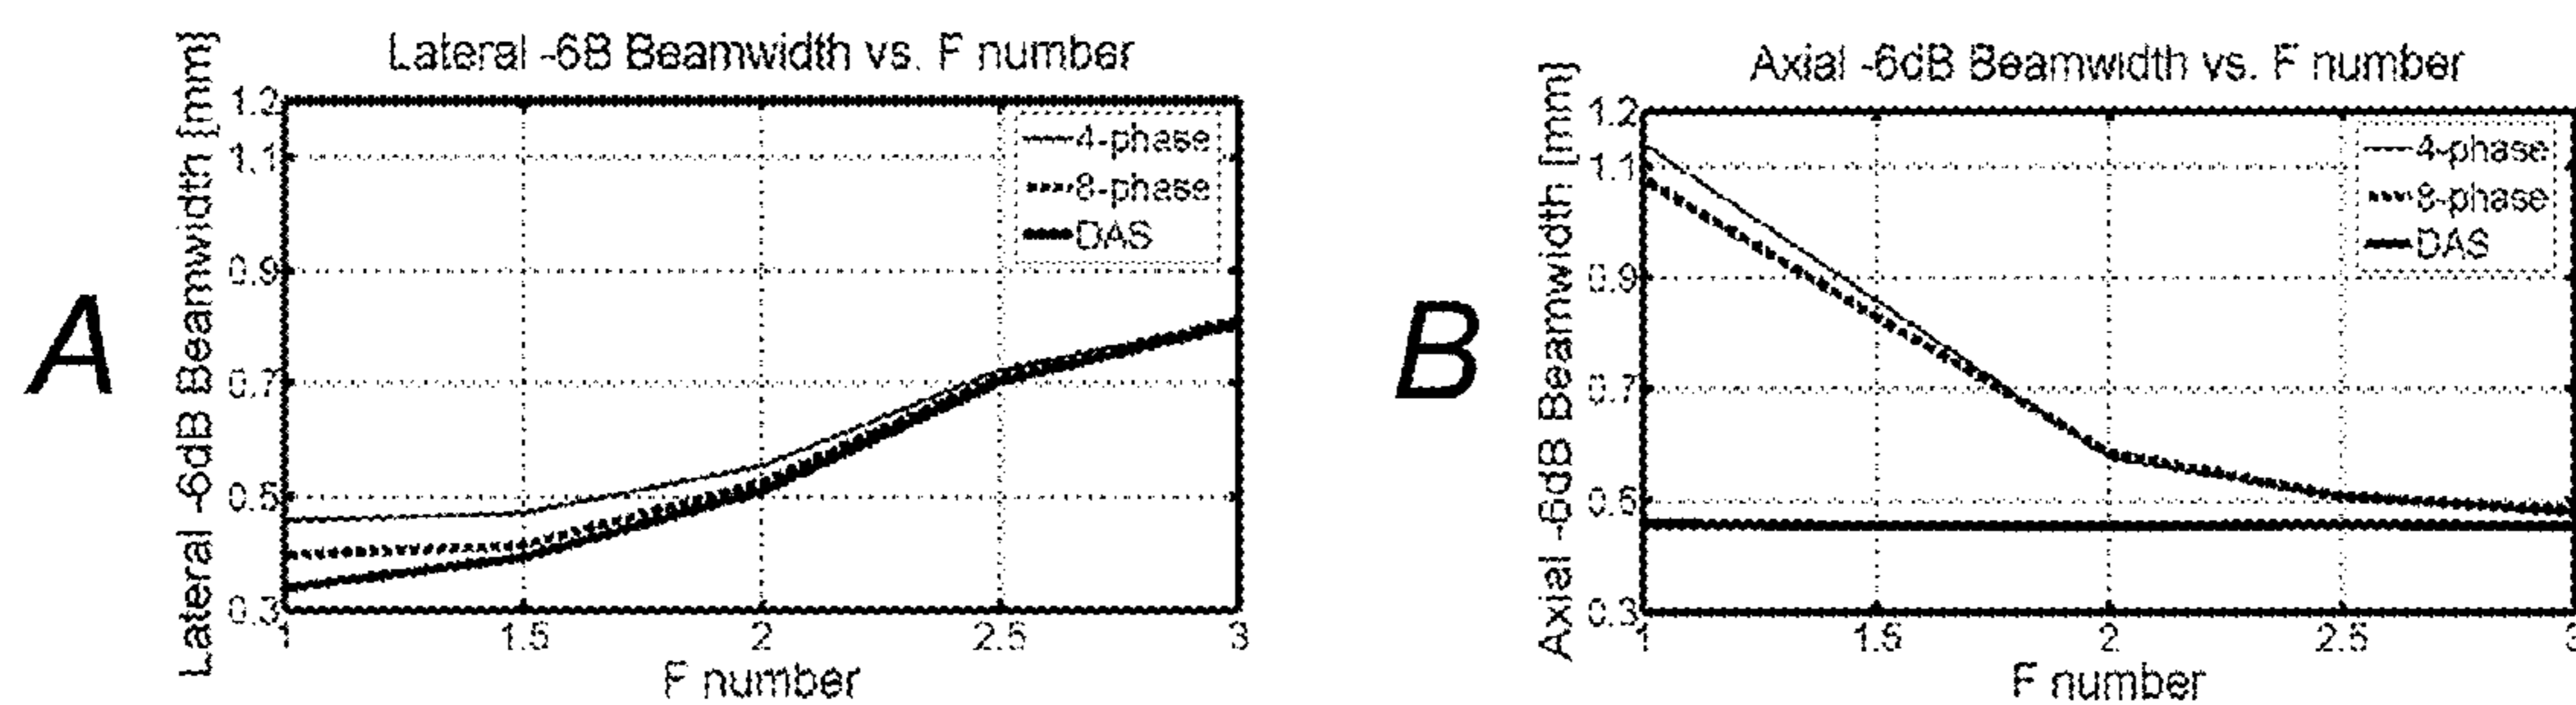 A
Lateral -6B Beamwidth vs. F number
Lateral -6dB Beamwidth [mm]
1.2
1.1
0.9
0.7
0.5
0.3
4-phase
8-phase
DAS
1 1.5 2 2.5 3
F number
B
Axial -6dB Beamwidth vs. F number
Axial -6dB Beamwidth [mm]
1.2
1.1
0.9
0.7
0.3
4-phase
8-phase
DAS
1 1.5 2 2.5 3
F number